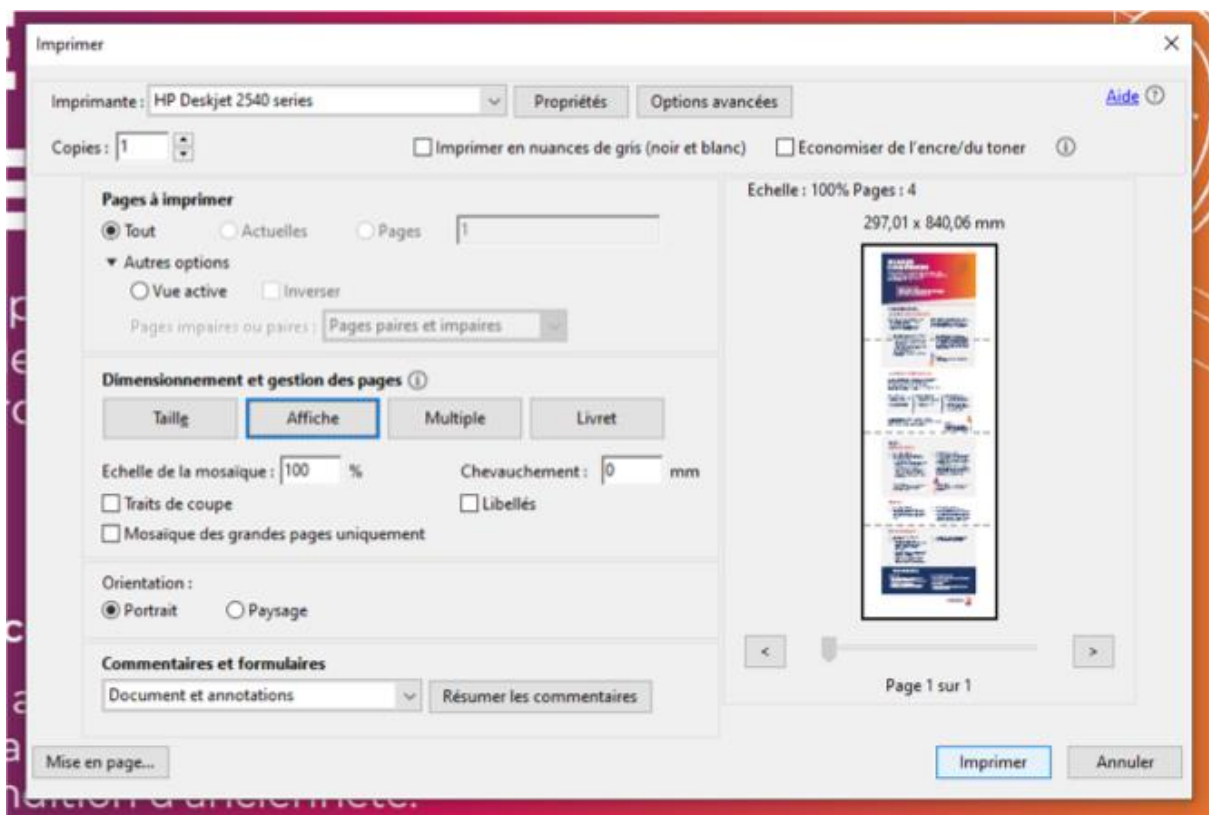 Imprimer
Imprimante : HP Deskjet 2540 series Propriétés Options avancées Aide
Copies : 1 Imprimer en nuances de gris (noir et blanc) Economiser de l'encre/du toner
Pages à imprimer
Tout Actuelles Pages 1
Autres options
Vue active Inverser
Pages impaires ou paires : Pages paires et impaires
Dimensionnement et gestion des pages
Taille Affiche Multiple Livret
Echelle de la mosaïque : 100 % Chevauchement : 0 mm
Traits de coupe Libellés
Mosaïque des grandes pages uniquement
Orientation :
Portrait Paysage
Commentaires et formulaires
Document et annotations Résumer les commentaires
Echelle : 100% Pages : 4
297,01 x 840,06 mm
< >
Page 1 sur 1
Mise en page... Imprimer Annuler
d'ancienneté.